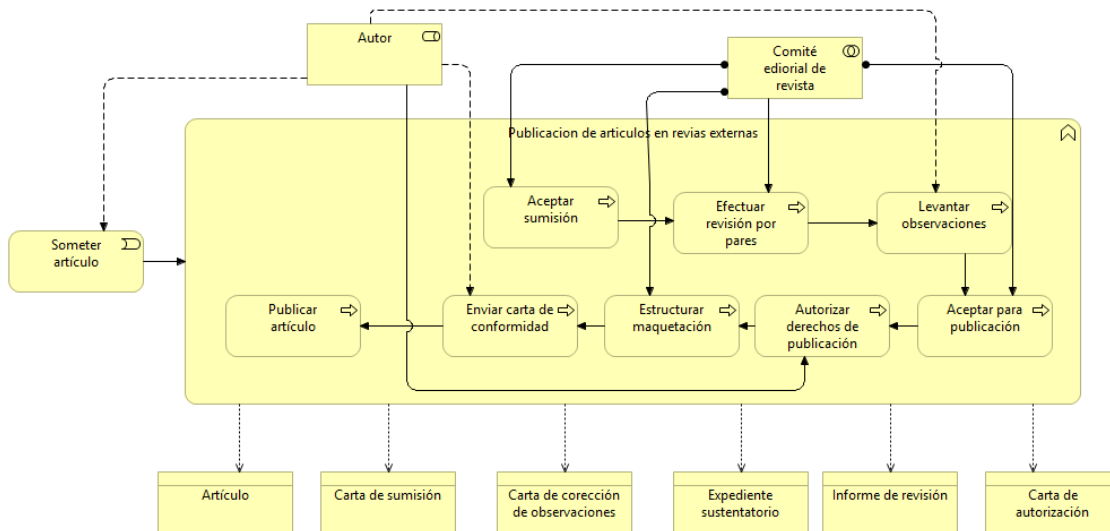 Autor
Comité
ediorial de
revista
Publicacion de articulos en revias externas
Aceptar
sumisión
Efectuar
revisión por
pares
Levantar
observaciones
Someter
artículo
Publicar
artículo
Enviar carta de
conformidad
Estructurar
maquetación
Autorizar
derechos de
publicación
Aceptar para
publicación
Artículo
Carta de sumisión
Carta de corección
de observaciones
Expediente
sustentatorio
Informe de revisión
Carta de
autorización